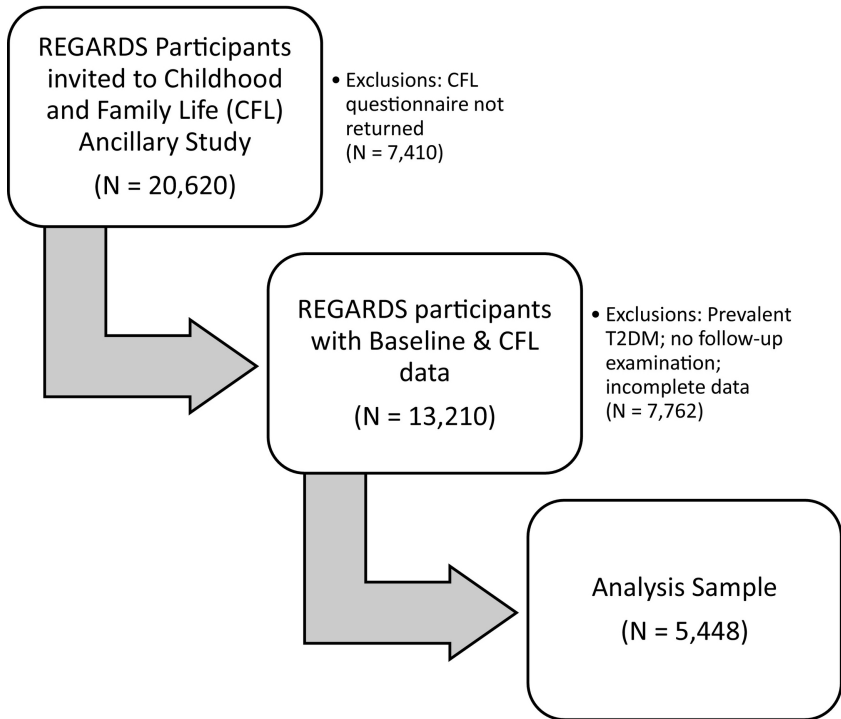 REGARDS Participants
invited to Childhood
and Family Life (CFL)
Ancillary Study
(N = 20,620)
• Exclusions: CFL
questionnaire not
returned
(N = 7,410)
REGARDS participants
with Baseline & CFL
data
(N = 13,210)
• Exclusions: Prevalent
T2DM; no follow-up
examination;
incomplete data
(N = 7,762)
Analysis Sample
(N = 5,448)